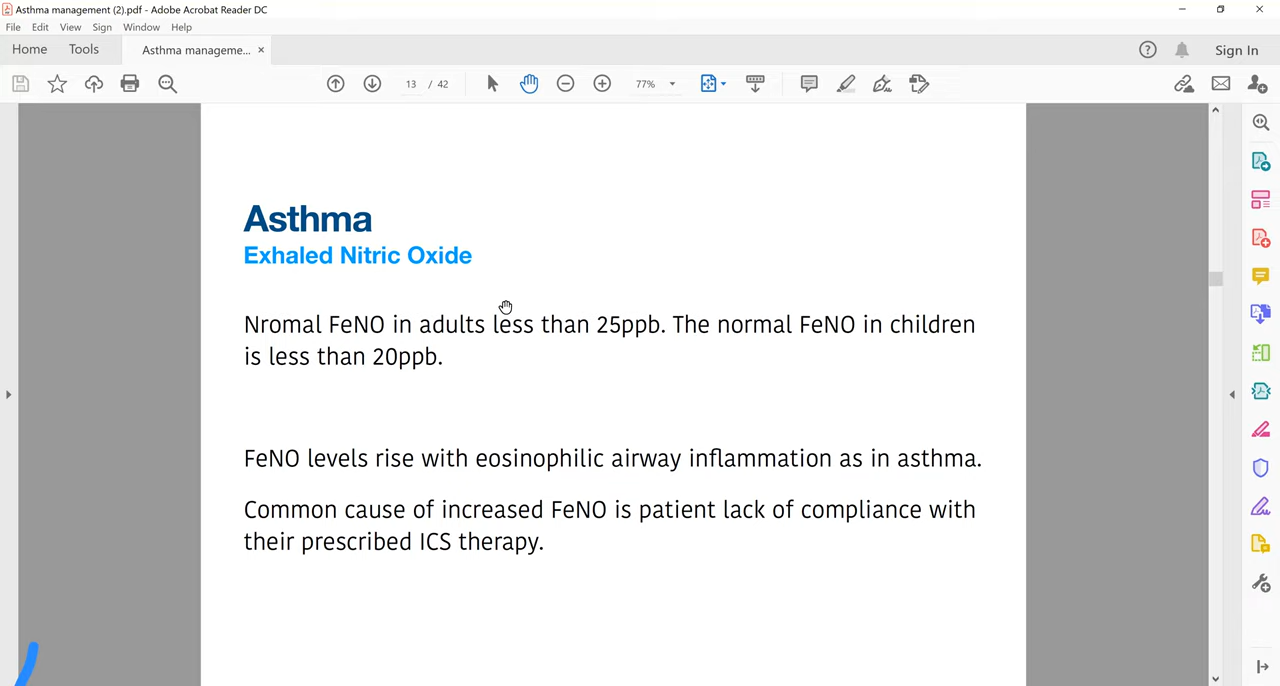 Asthma management (2).pdf - Adobe Acrobat Reader DC
File Edit View Sign Window Help
Home Tools Asthma manageme... × Sign In
13 / 42 77%
Asthma
Exhaled Nitric Oxide
Nromal FeNO in adults less than 25ppb. The normal FeNO in children
is less than 20ppb.
FeNO levels rise with eosinophilic airway inflammation as in asthma.
Common cause of increased FeNO is patient lack of compliance with
their prescribed ICS therapy.